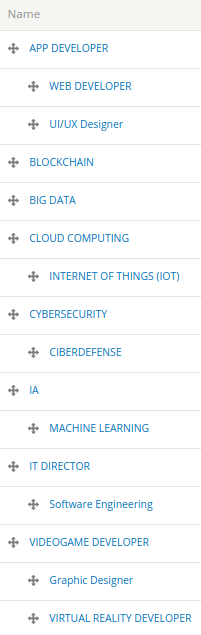 Name
APP DEVELOPER
WEB DEVELOPER
UI/UX Designer
BLOCKCHAIN
BIG DATA
CLOUD COMPUTING
INTERNET OF THINGS (IOT)
CYBERSECURITY
CIBERDEFENSE
IA
MACHINE LEARNING
IT DIRECTOR
Software Engineering
VIDEOGAME DEVELOPER
Graphic Designer
VIRTUAL REALITY DEVELOPER